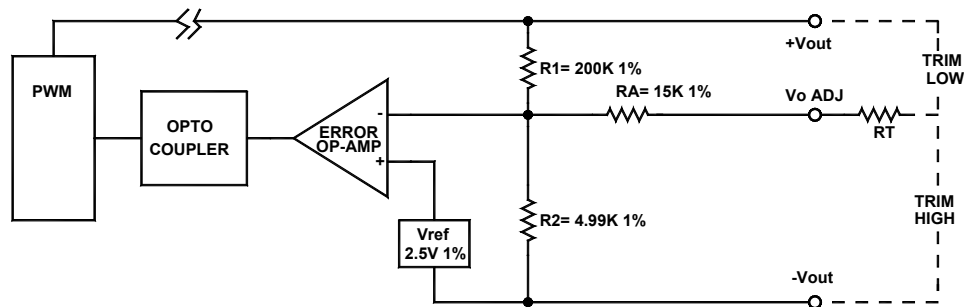 +Vout
R1= 200K 1%
TRIM
LOW
PWM
RA= 15K 1%
Vo ADJ
OPTO
COUPLER
-
ERROR
OP-AMP
+
RT
TRIM
HIGH
R2= 4.99K 1%
Vref
2.5V 1%
-Vout